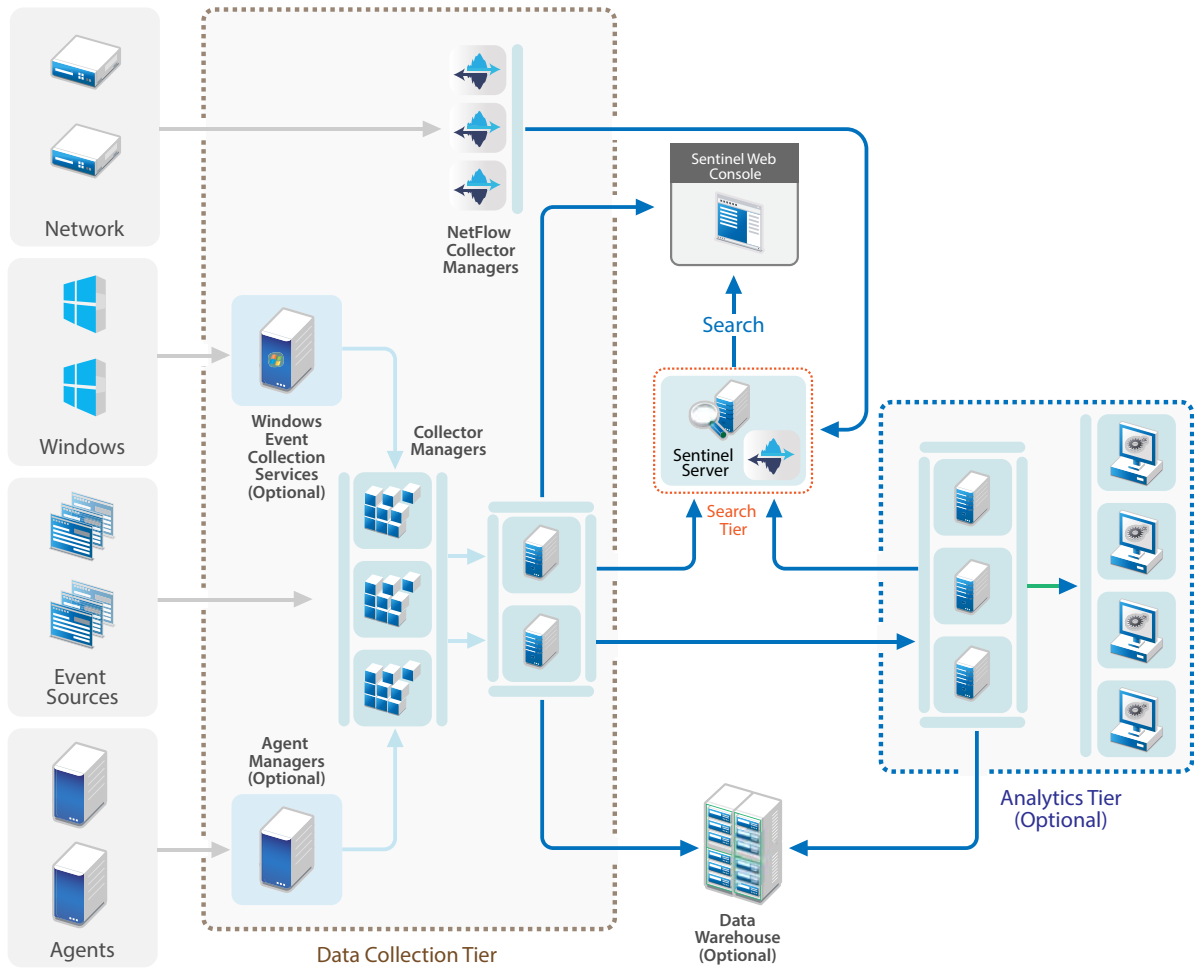 Network
Windows
Event
Sources
Agents
NetFlow
Collector
Managers
Windows
Event
Collection
Services
(Optional)
Collector
Managers
Agent
Managers
(Optional)
Data Collection Tier
Sentinel Web
Console
Search
Sentinel
Server
Search
Tier
Data
Warehouse
(Optional)
Analytics Tier
(Optional)